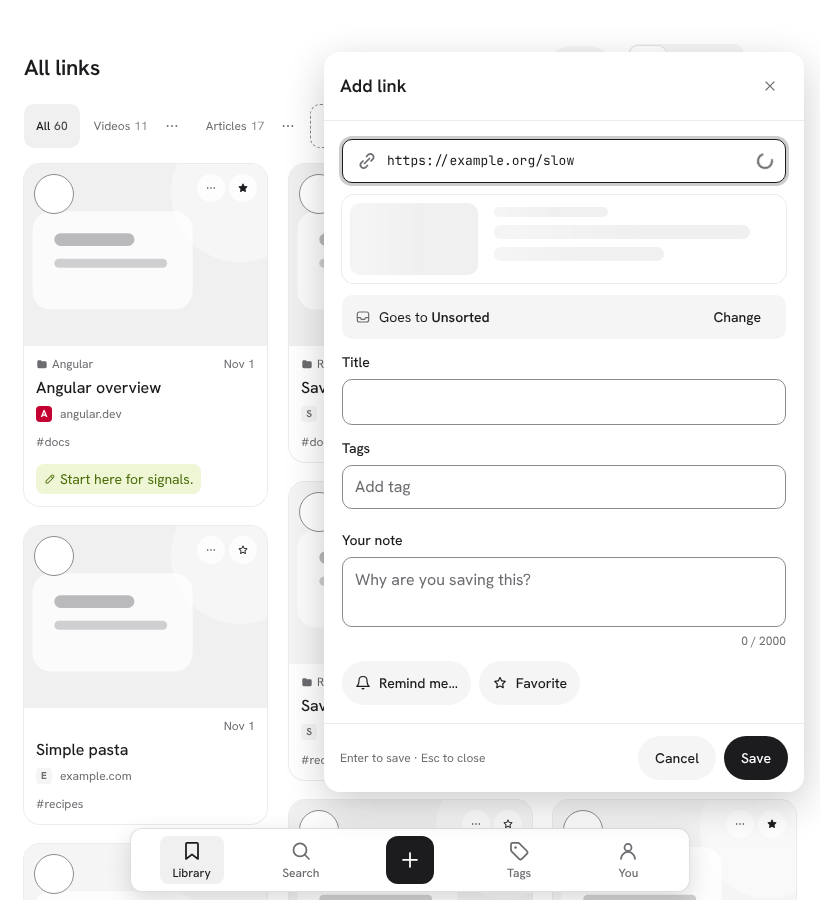 All links
All 60
Videos 11
···
Articles 17
···
Angular
Nov 1
Angular overview
A angular.dev
#docs
Start here for signals.
Nov 1
Simple pasta
E example.com
#recipes
S
S
Add link
https://example.org/slow
Goes to Unsorted
Change
Title
Tags
Add tag
Your note
Why are you saving this?
0 / 2000
Remind me…
Favorite
Enter to save · Esc to close
Cancel
Save
Library
Search
Tags
You